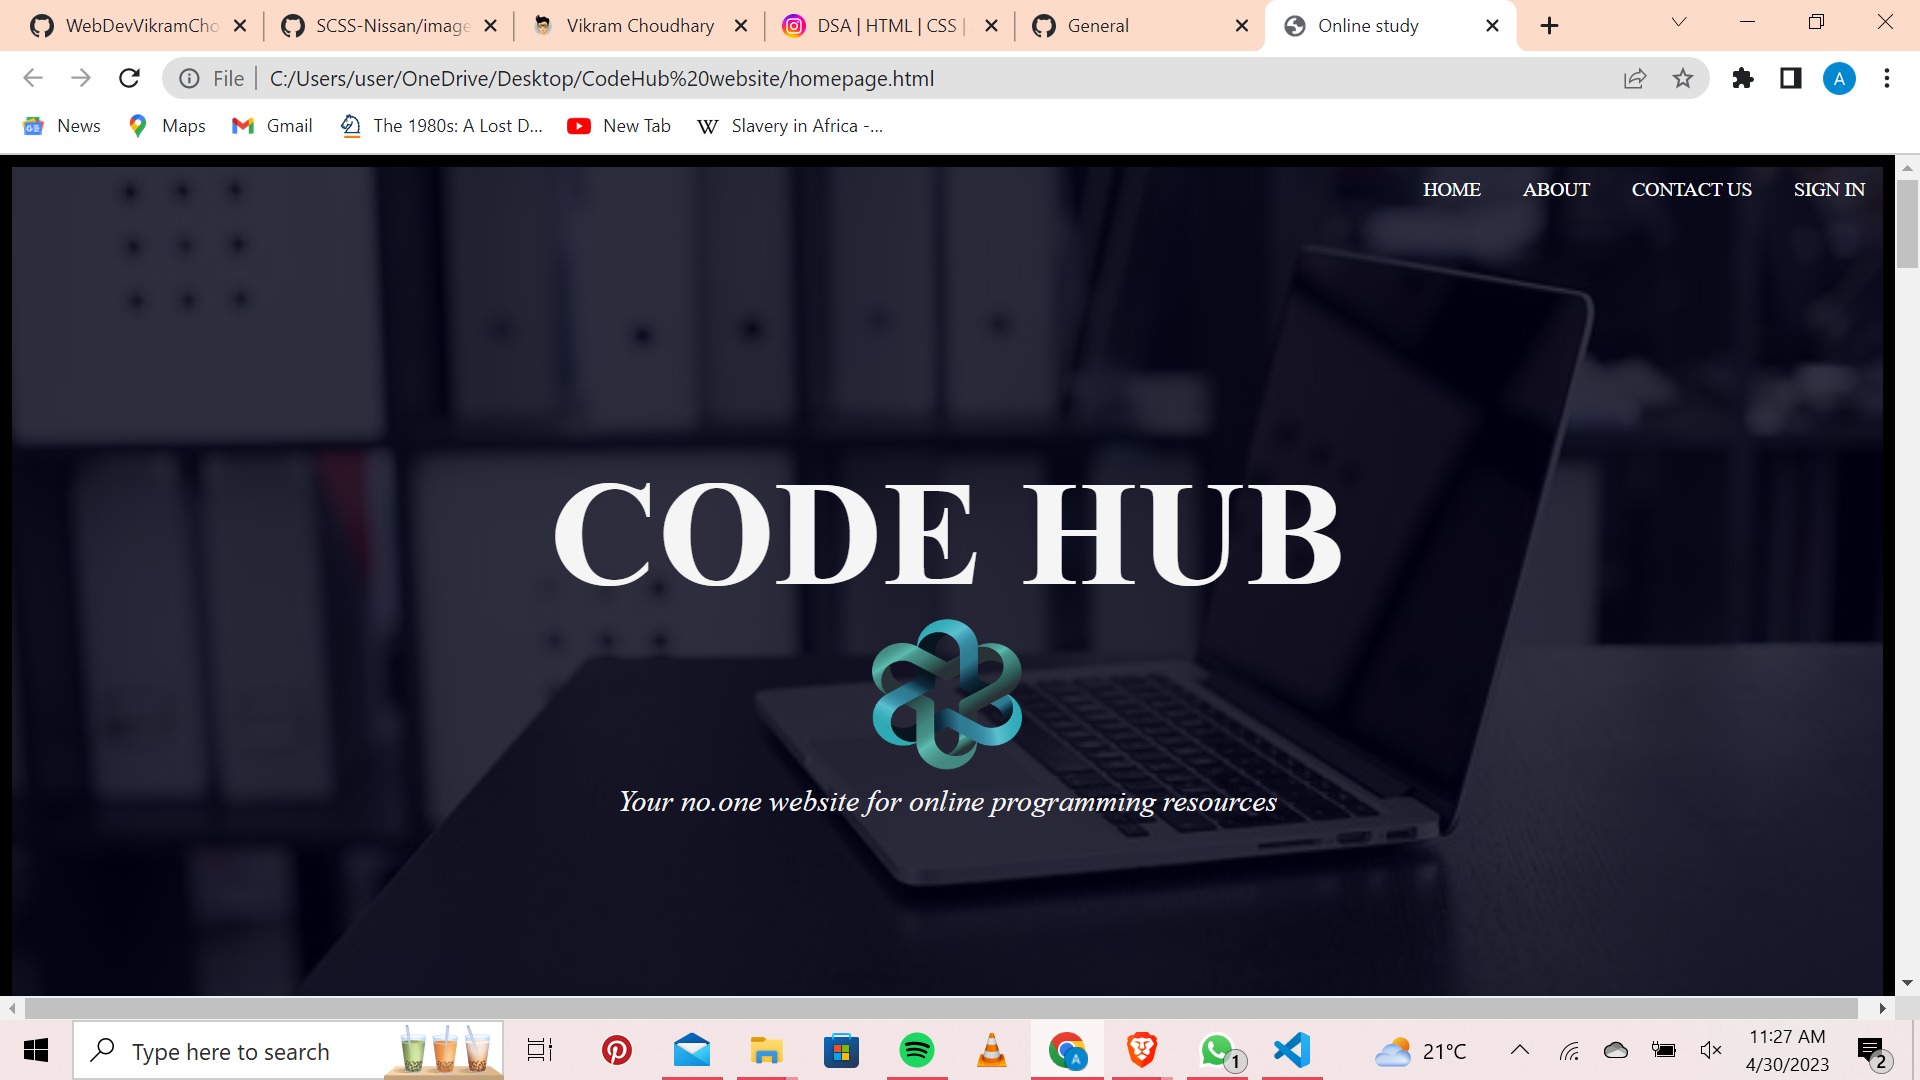 WebDevVikramCho
SCSS-Nissan/image
Vikram Choudhary
DSA | HTML | CSS |
General
Online study
File
C:/Users/user/OneDrive/Desktop/CodeHub%20website/homepage.html
A
News
Maps
Gmail
The 1980s: A Lost D...
New Tab
W
Slavery in Africa -...
HOME
ABOUT
CONTACT US
SIGN IN
CODE HUB
Your no.one website for online programming resources
Type here to search
A
1
21°C
11:27 AM
4/30/2023
2